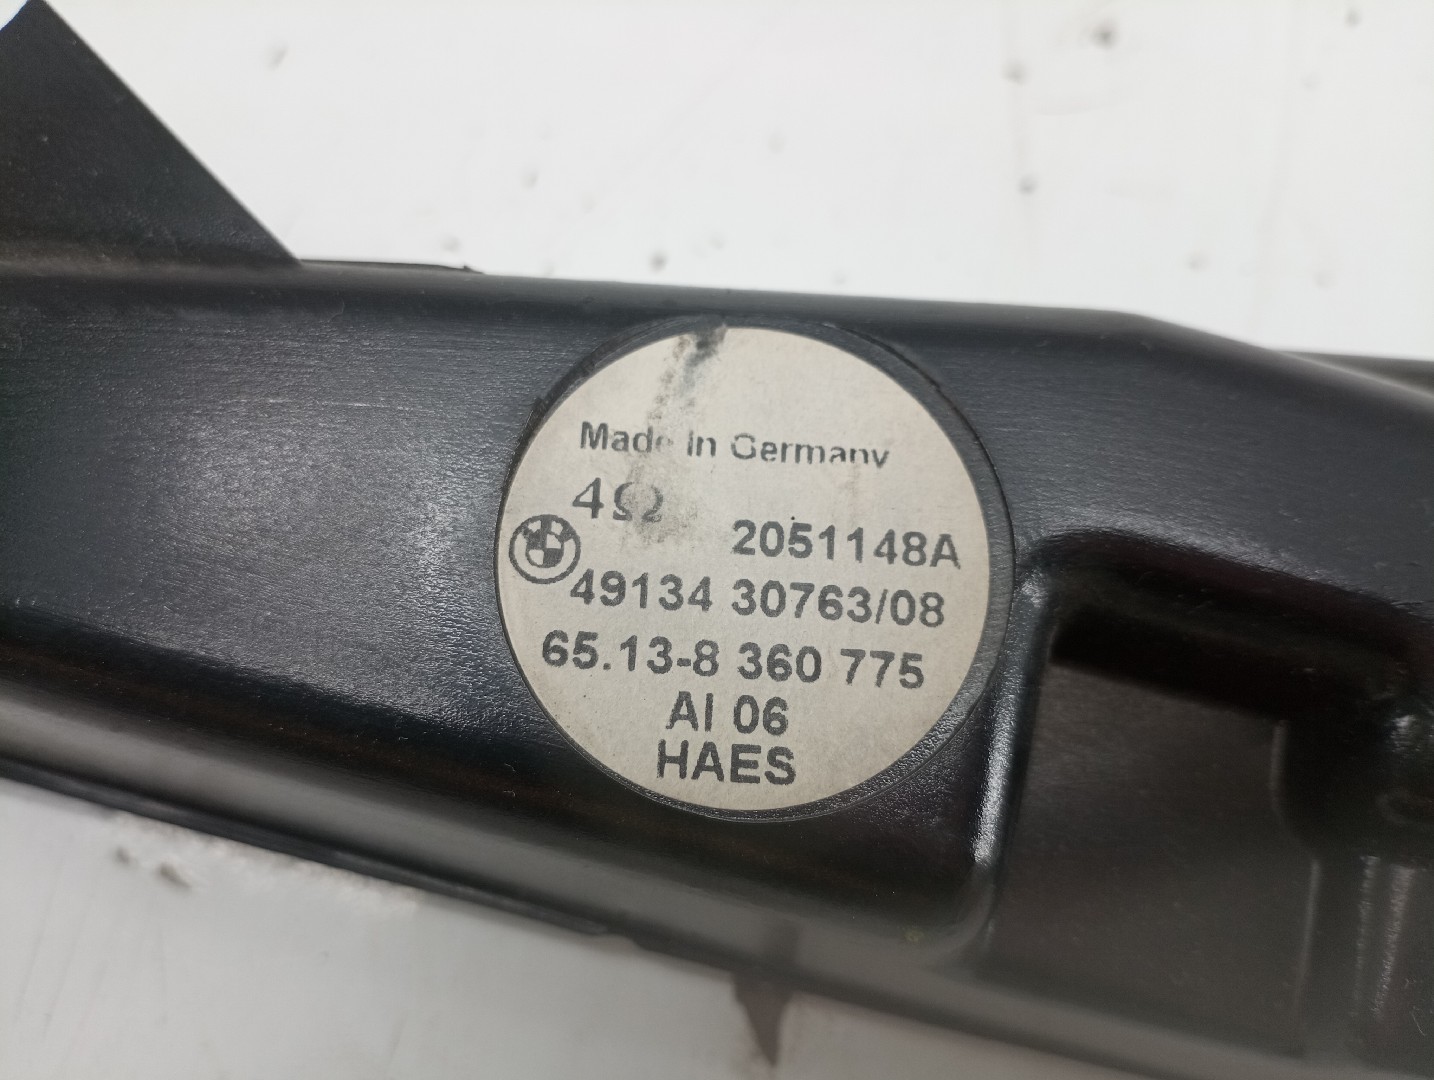 Made in Germany
4Ω
2051148A
49134 30763/08
65.13-8 360 775
AI 06
HAES